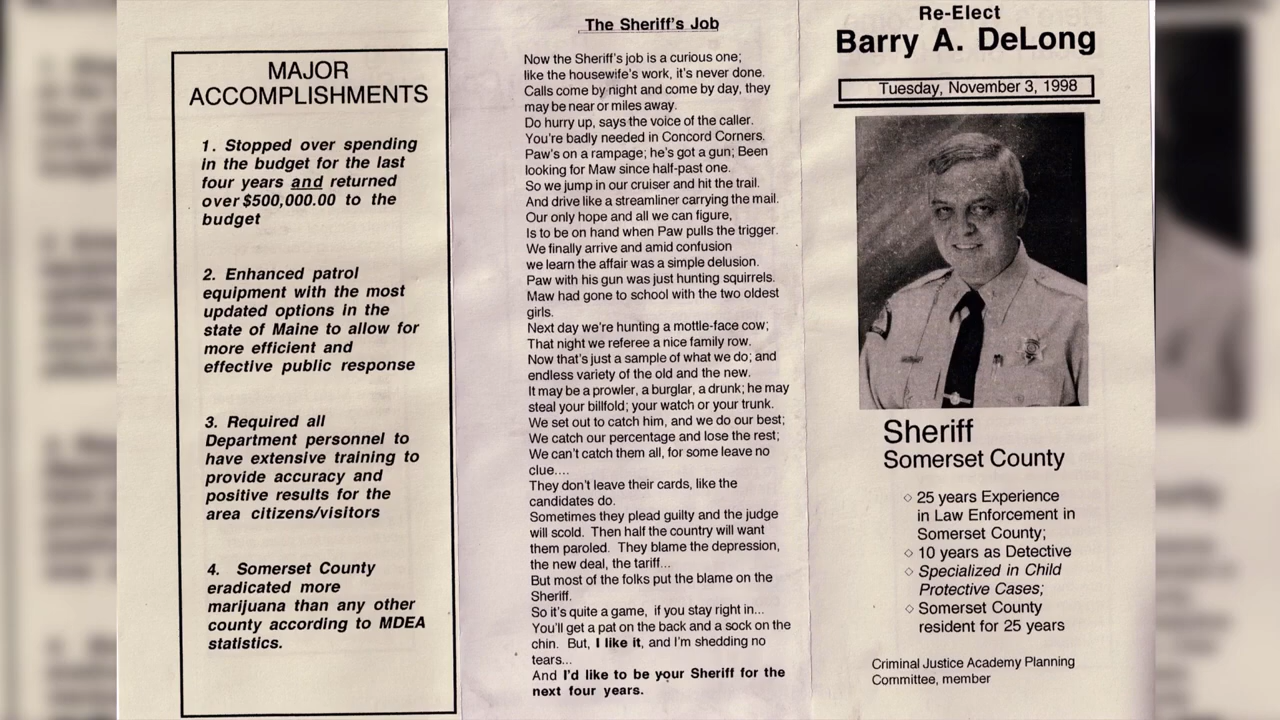 MAJOR
ACCOMPLISHMENTS
1. Stopped over spending
in the budget for the last
four years and returned
over $500,000.00 to the
budget
2. Enhanced patrol
equipment with the most
updated options in the
state of Maine to allow for
more efficient and
effective public response
3. Required all
Department personnel to
have extensive training to
provide accuracy and
positive results for the
area citizens/visitors
4. Somerset County
eradicated more
marijuana than any other
county according to MDEA
statistics.
The Sheriff's Job
Now the Sheriff's job is a curious one;
like the housewife's work, it's never done.
Calls come by night and come by day, they
may be near or miles away.
Do hurry up, says the voice of the caller.
You're badly needed in Concord Corners.
Paw's on a rampage; he's got a gun; Been
looking for Maw since half-past one.
So we jump in our cruiser and hit the trail.
And drive like a streamliner carrying the mail.
Our only hope and all we can figure,
Is to be on hand when Paw pulls the trigger.
We finally arrive and amid confusion
we learn the affair was a simple delusion.
Paw with his gun was just hunting squirrels.
Maw had gone to school with the two oldest
girls.
Next day we're hunting a mottle-face cow;
That night we referee a nice family row.
Now that's just a sample of what we do; and
endless variety of the old and the new.
It may be a prowler, a burglar, a drunk; he may
steal your billfold; your watch or your trunk.
We set out to catch him, and we do our best;
We catch our percentage and lose the rest;
We can't catch them all, for some leave no
clue....
They don't leave their cards, like the
candidates do.
Sometimes they plead guilty and the judge
will scold. Then half the country will want
them paroled. They blame the depression,
the new deal, the tariff...
But most of the folks put the blame on the
Sheriff.
So it's quite a game, if you stay right in...
You'll get a pat on the back and a sock on the
chin. But, I like it, and I'm shedding no
tears...
And I'd like to be your Sheriff for the
next four years.
Re-Elect
Barry A. DeLong
Tuesday, November 3, 1998
Sheriff
Somerset County
◇ 25 years Experience
in Law Enforcement in
Somerset County;
◇ 10 years as Detective
◇ Specialized in Child
Protective Cases;
◇ Somerset County
resident for 25 years
Criminal Justice Academy Planning
Committee, member